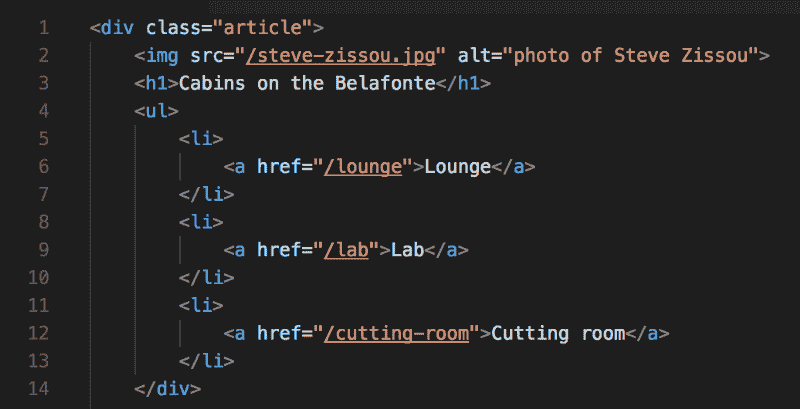 1 <div class="article">
2 <img src="/steve-zissou.jpg" alt="photo of Steve Zissou">
3 <h1>Cabins on the Belafonte</h1>
4 <ul>
5 <li>
6 <a href="/lounge">Lounge</a>
7 </li>
8 <li>
9 <a href="/lab">Lab</a>
10 </li>
11 <li>
12 <a href="/cutting-room">Cutting room</a>
13 </li>
14 </div>